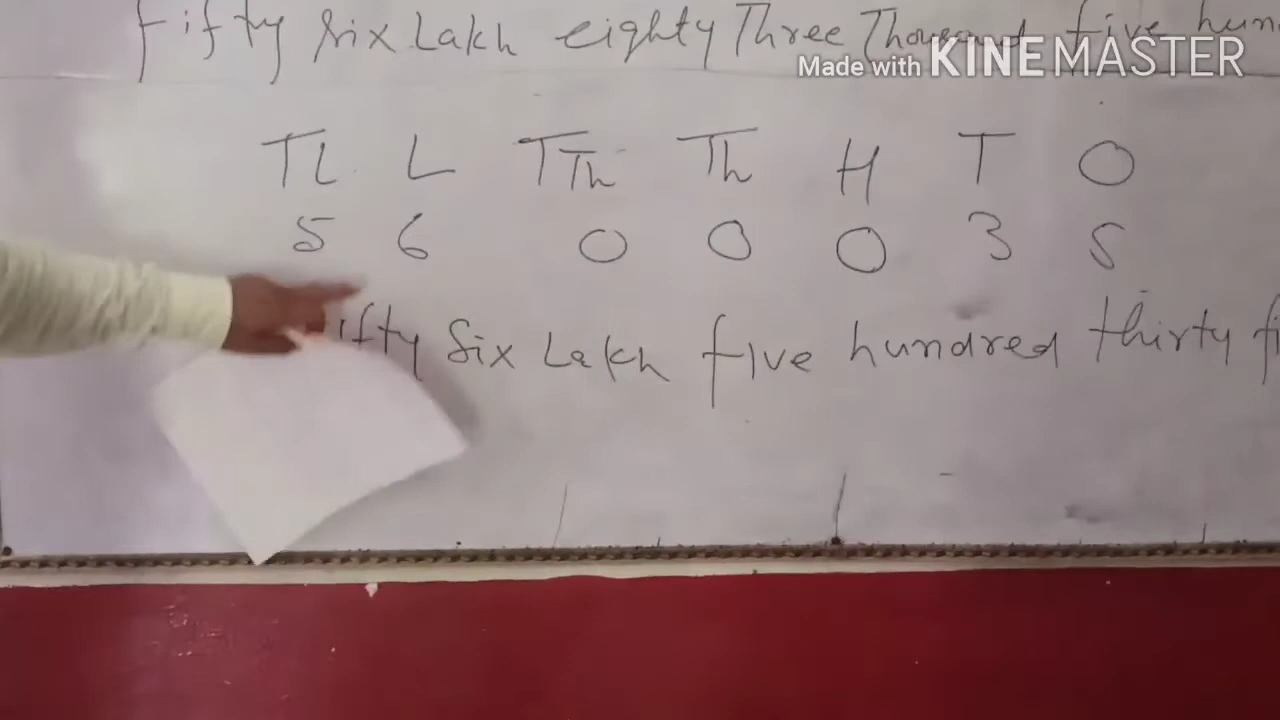 Fifty Six Lakh eighty Three Thousand five hun
Made with KINEMASTER
TL L TTh Th H T O
5 6 0 0 0 3 5
ifty Six Lakh five hundred thirty fi